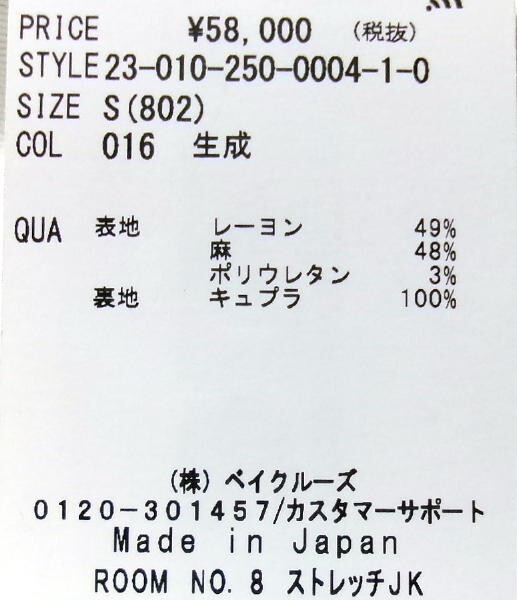 PRICE ¥58,000 (税抜)
STYLE 23-010-250-0004-1-0
SIZE S(802)
COL 016 生成
QUA 表地 レーヨン 49%
麻 48%
ポリウレタン 3%
裏地 キュプラ 100%
(株) ベイクルーズ
0120-301457/カスタマーサポート
Made in Japan
ROOM NO. 8 ストレッチJK